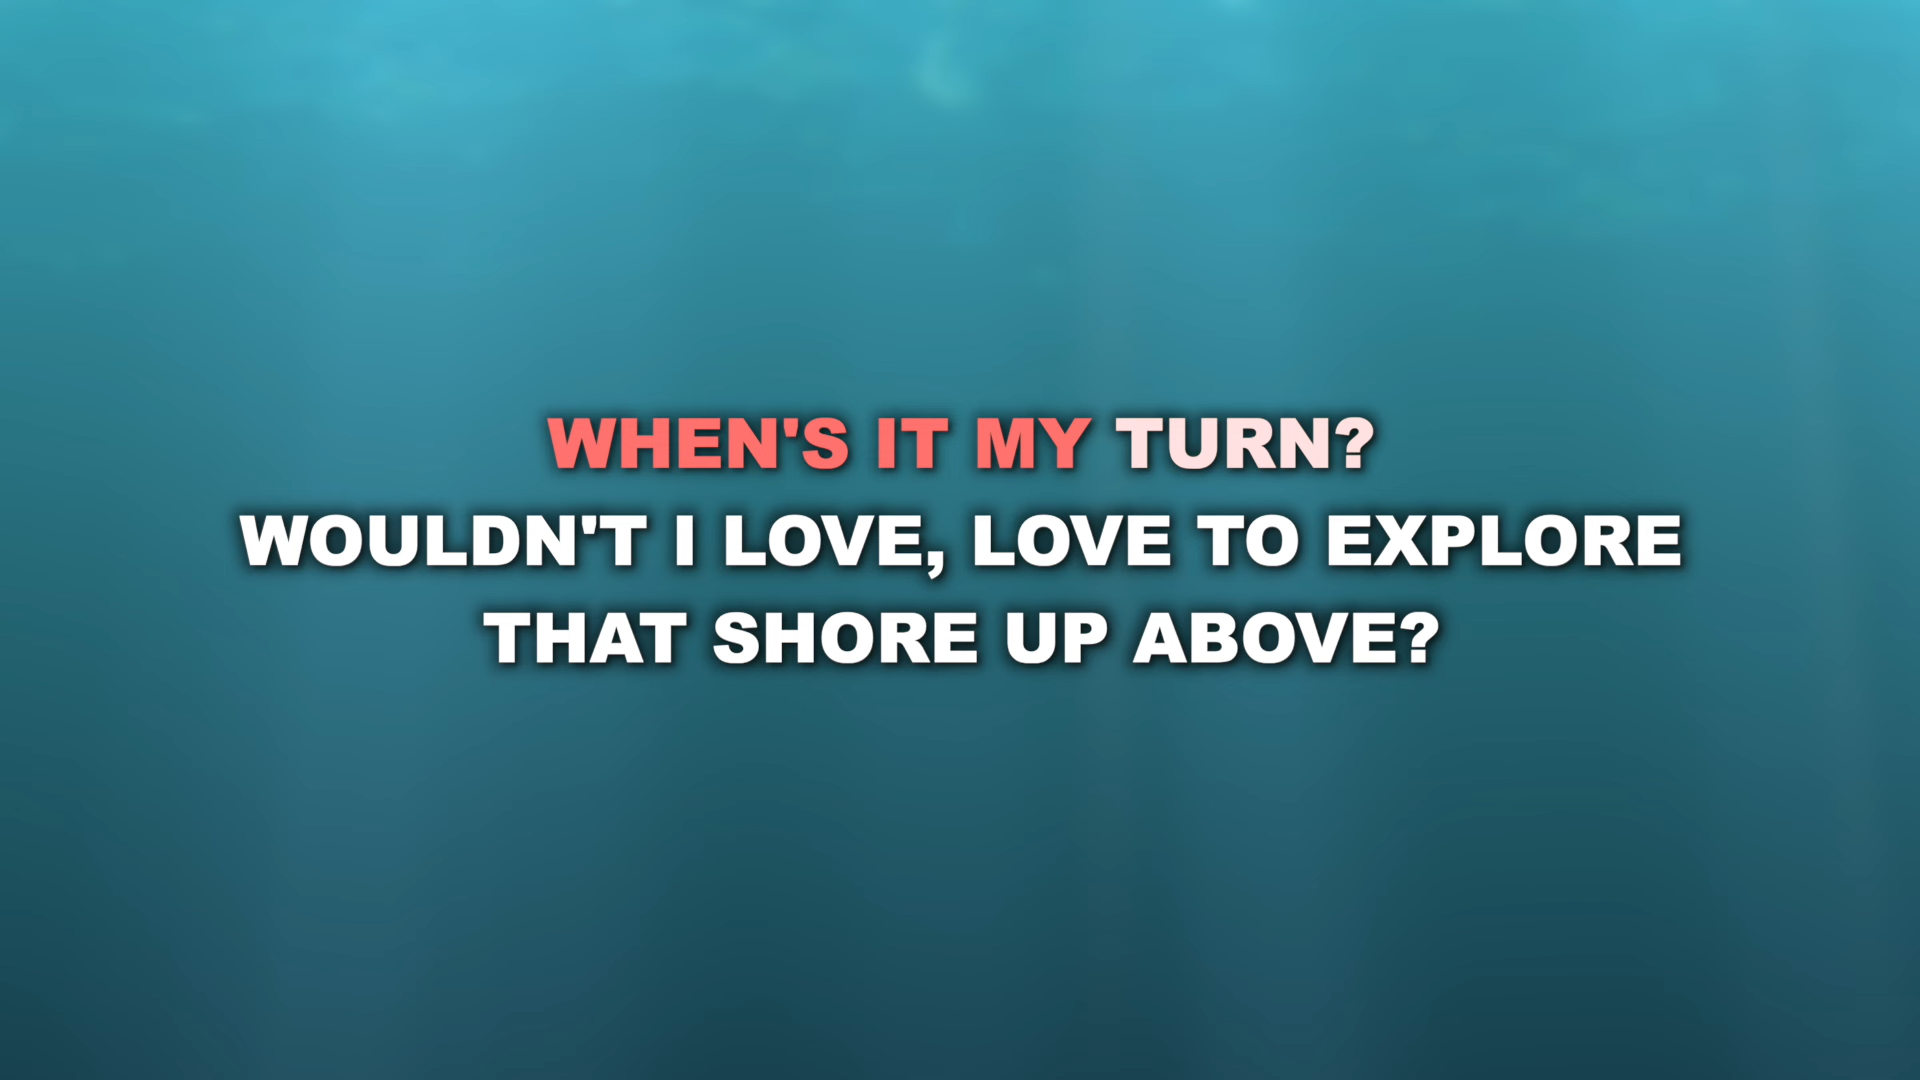 WHEN'S IT MY TURN?
WOULDN'T I LOVE, LOVE TO EXPLORE
THAT SHORE UP ABOVE?